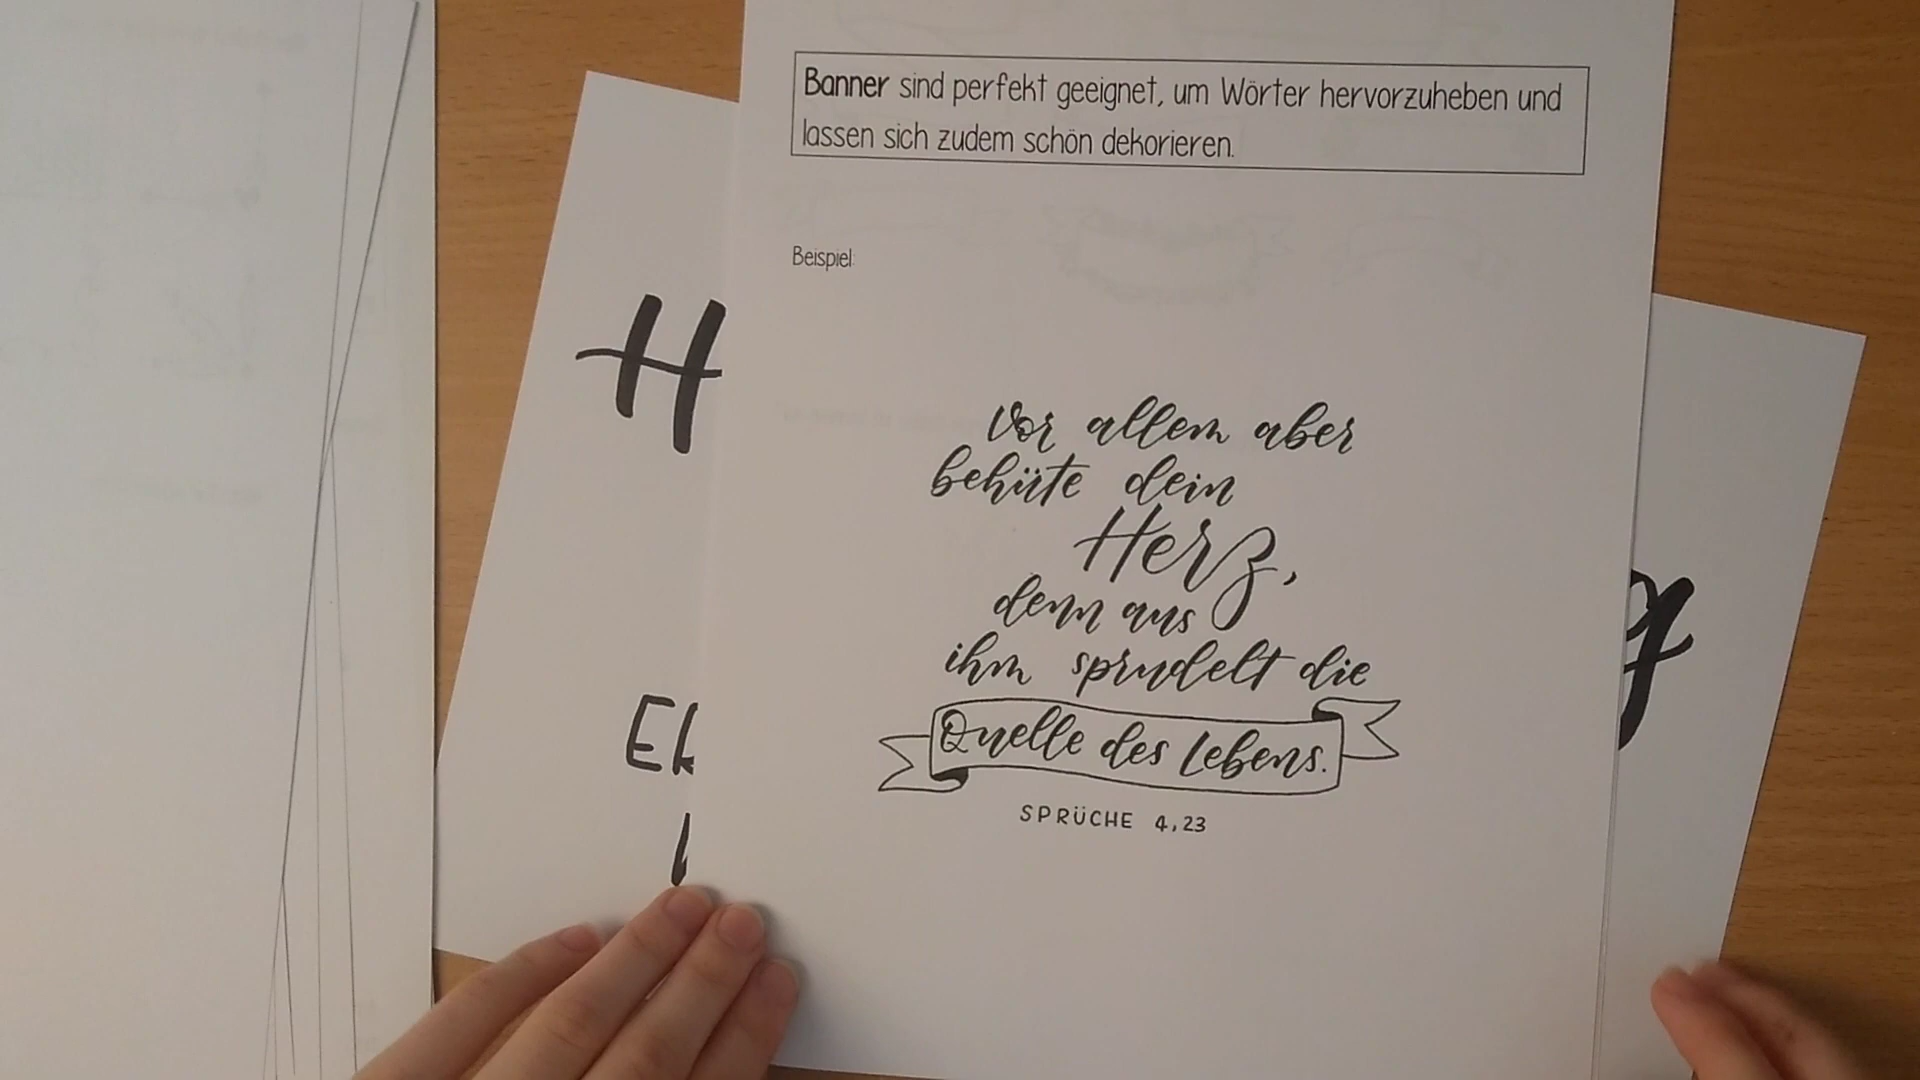 Banner sind perfekt geeignet, um Wörter hervorzuheben und
lassen sich zudem schön dekorieren.
Beispiel:
Vor allem aber
behüte dein
Herz,
denn aus
ihm sprudelt die
Quelle des Lebens.
SPRÜCHE 4,23
H
g